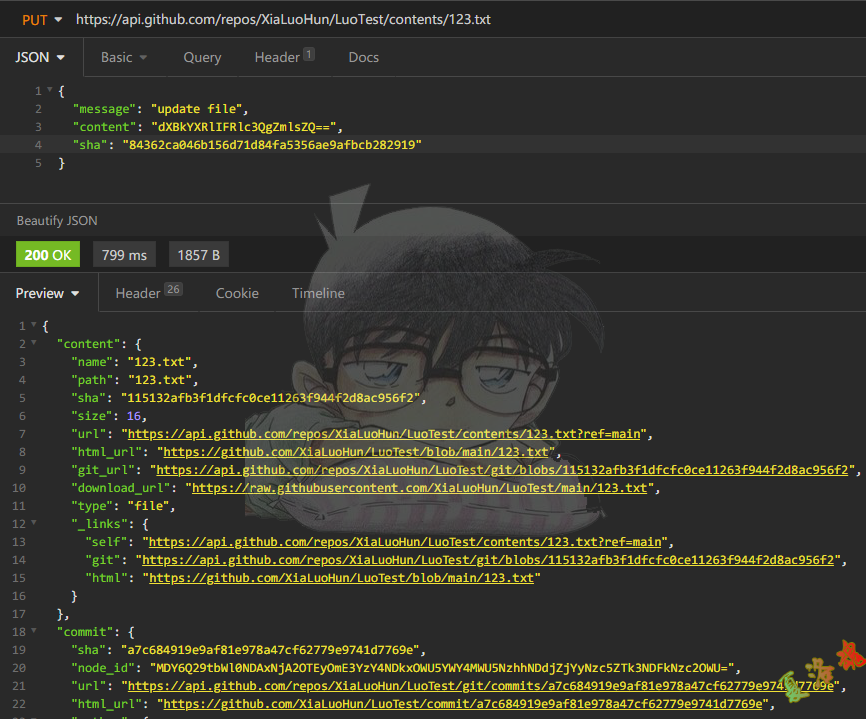 PUT https://api.github.com/repos/XiaLuoHun/LuoTest/contents/123.txt
JSON Basic Query Header 1 Docs
1 {
2 "message": "update file",
3 "content": "dXBkYXRlIFRlc3QgZmlsZQ==",
4 "sha": "84362ca046b156d71d84fa5356ae9afbcb282919"
5 }
Beautify JSON
200 OK 799 ms 1857 B
Preview Header 26 Cookie Timeline
1 {
2 "content": {
3 "name": "123.txt",
4 "path": "123.txt",
5 "sha": "115132afb3f1dfcfc0ce11263f944f2d8ac956f2",
6 "size": 16,
7 "url": "https://api.github.com/repos/XiaLuoHun/LuoTest/contents/123.txt?ref=main",
8 "html_url": "https://github.com/XiaLuoHun/LuoTest/blob/main/123.txt",
9 "git_url": "https://api.github.com/repos/XiaLuoHun/LuoTest/git/blobs/115132afb3f1dfcfc0ce11263f944f2d8ac956f2",
10 "download_url": "https://raw.githubusercontent.com/XiaLuoHun/LuoTest/main/123.txt",
11 "type": "file",
12 "_links": {
13 "self": "https://api.github.com/repos/XiaLuoHun/LuoTest/contents/123.txt?ref=main",
14 "git": "https://api.github.com/repos/XiaLuoHun/LuoTest/git/blobs/115132afb3f1dfcfc0ce11263f944f2d8ac956f2",
15 "html": "https://github.com/XiaLuoHun/LuoTest/blob/main/123.txt"
16 }
17 },
18 "commit": {
19 "sha": "a7c684919e9af81e978a47cf62779e9741d7769e",
20 "node_id": "MDY6Q29tbWl0NDAxNjA2OTEyOmE3YzY4NDkxOWU5YWY4MWU5NzhhNDdjZjYyNzc5ZTk3NDFkNzc2OWU=",
21 "url": "https://api.github.com/repos/XiaLuoHun/LuoTest/git/commits/a7c684919e9af81e978a47cf62779e9741d7769e",
22 "html_url": "https://github.com/XiaLuoHun/LuoTest/commit/a7c684919e9af81e978a47cf62779e9741d7769e",